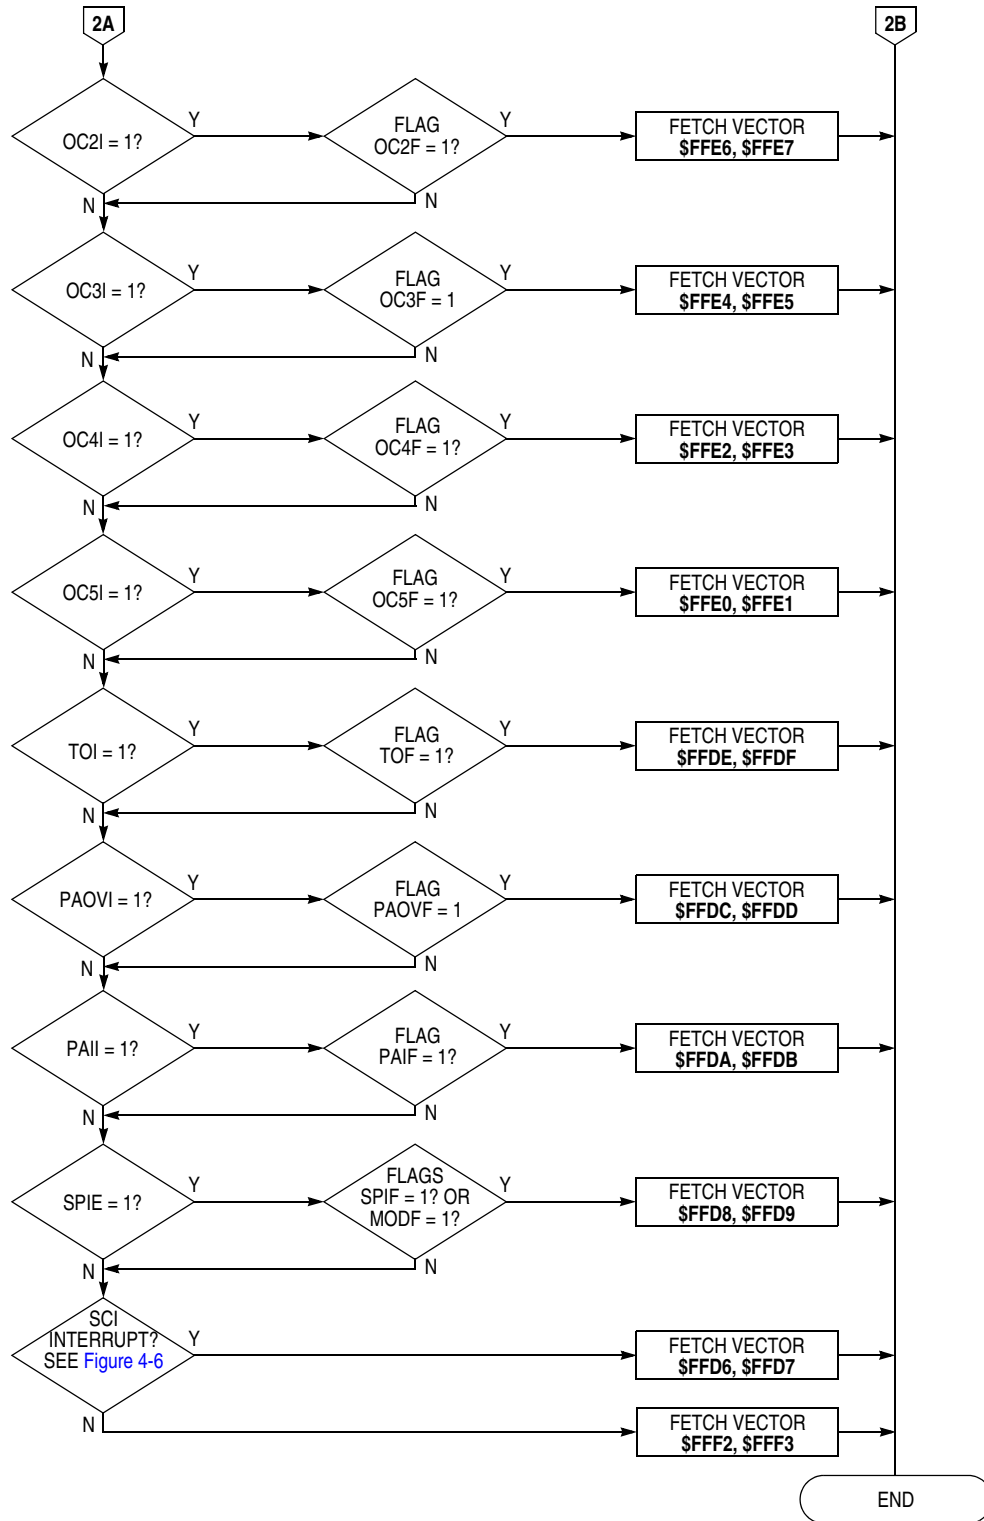 2A
2B
OC2I = 1?
Y
FLAG
OC2F = 1?
Y
FETCH VECTOR
$FFE6, $FFE7
N
N
OC3I = 1?
Y
FLAG
OC3F = 1
Y
FETCH VECTOR
$FFE4, $FFE5
N
N
OC4I = 1?
Y
FLAG
OC4F = 1?
Y
FETCH VECTOR
$FFE2, $FFE3
N
N
OC5I = 1?
Y
FLAG
OC5F = 1?
Y
FETCH VECTOR
$FFE0, $FFE1
N
N
TOI = 1?
Y
FLAG
TOF = 1?
Y
FETCH VECTOR
$FFDE, $FFDF
N
N
PAOVI = 1?
Y
FLAG
PAOVF = 1
Y
FETCH VECTOR
$FFDC, $FFDD
N
N
PAII = 1?
Y
FLAG
PAIF = 1?
Y
FETCH VECTOR
$FFDA, $FFDB
N
N
SPIE = 1?
Y
FLAGS
SPIF = 1? OR
MODF = 1?
Y
FETCH VECTOR
$FFD8, $FFD9
N
N
SCI
INTERRUPT?
SEE Figure 4-6
Y
FETCH VECTOR
$FFD6, $FFD7
N
FETCH VECTOR
$FFF2, $FFF3
END